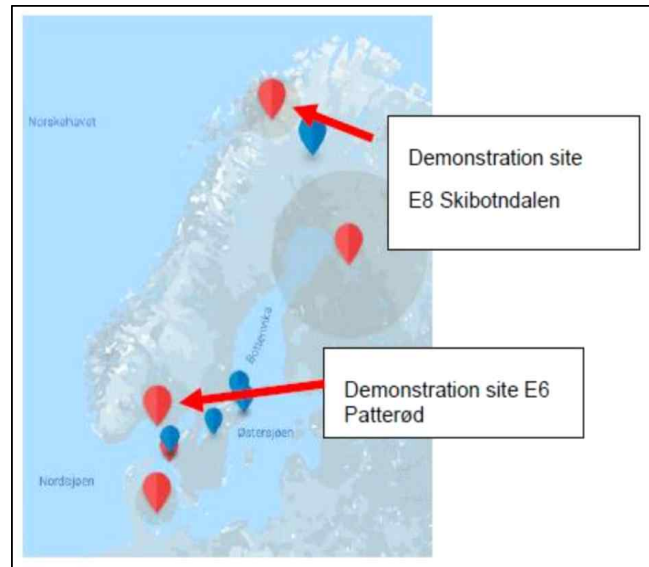 Norskehavet
Demonstration site
E8 Skibotndalen
Bottenvika
Demonstration site E6
Patterød
Østersjøen
Nordsjøen